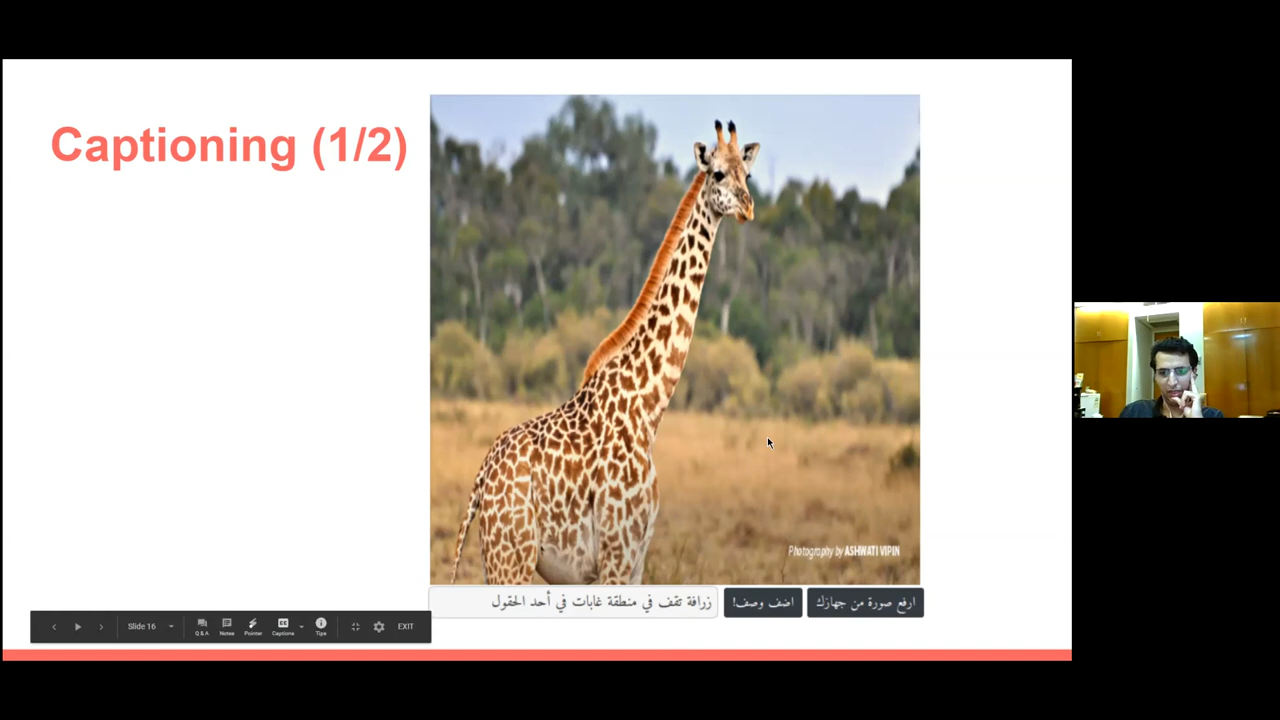 Captioning (1/2)
Photography by ASHWATI VIPIN
ارفع صورة من جهازك
اضف وصف!
زرافة تقف في منطقة غابات في أحد الحقول
Slide 16
Q & A
Notes
Pointer
Captions
Tips
EXIT